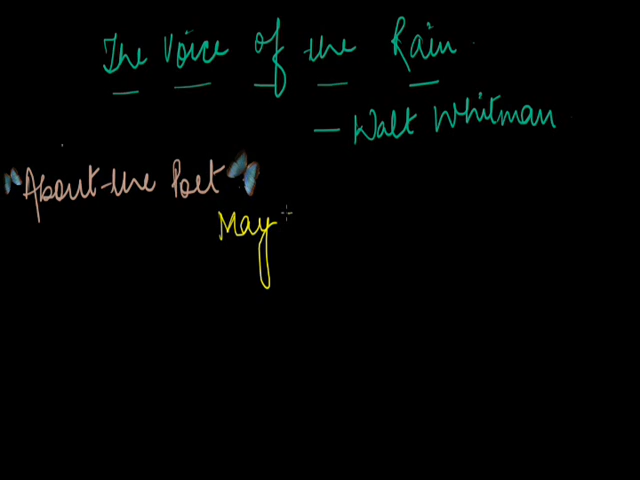 The Voice of the Rain
- Walt Whitman
About the Poet
May